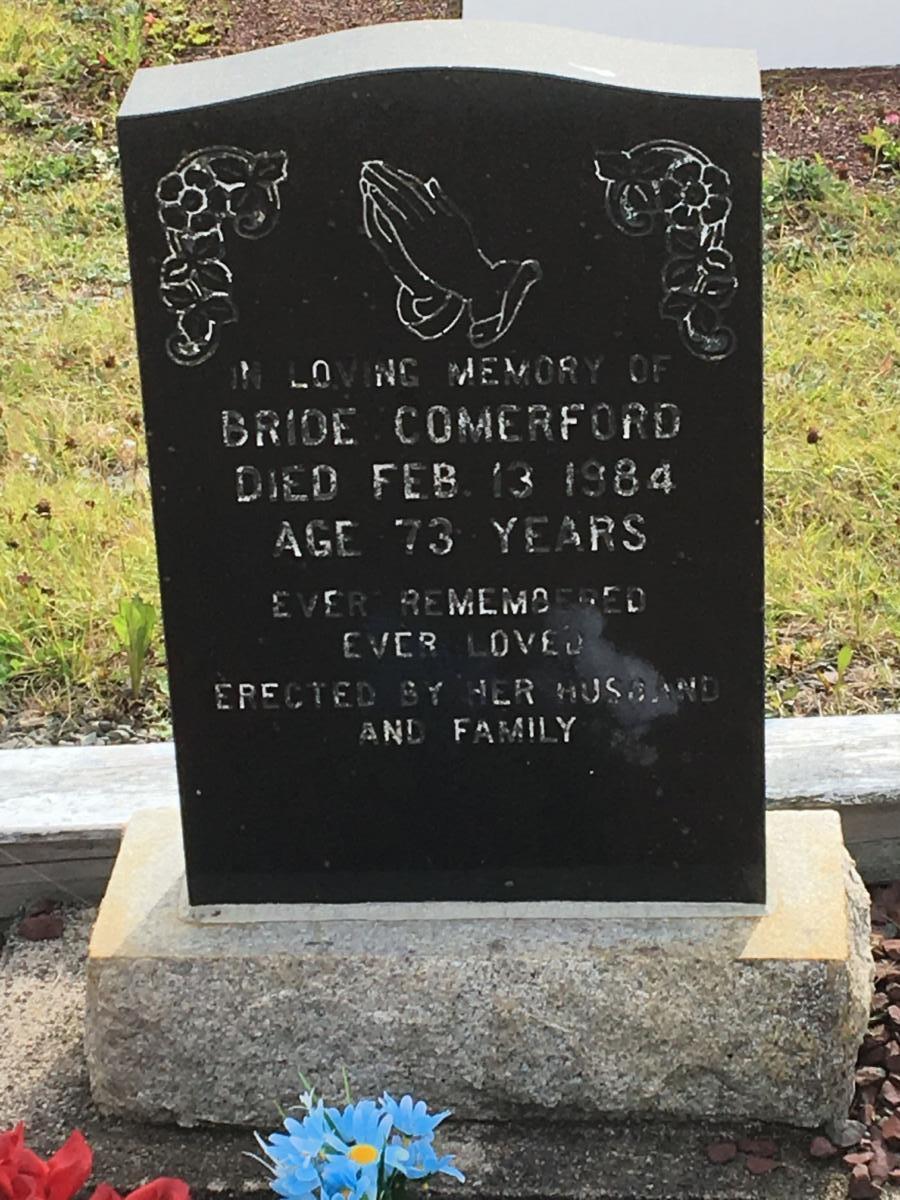 IN LOVING MEMORY OF
BRIDE COMERFORD
DIED FEB. 13 1984
AGE 73 YEARS
EVER REMEMBERED
EVER LOVED
ERECTED BY HER HUSBAND
AND FAMILY